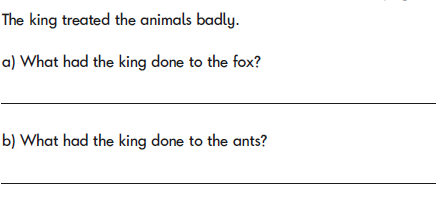 The king treated the animals badly.
a) What had the king done to the fox?
b) What had the king done to the ants?